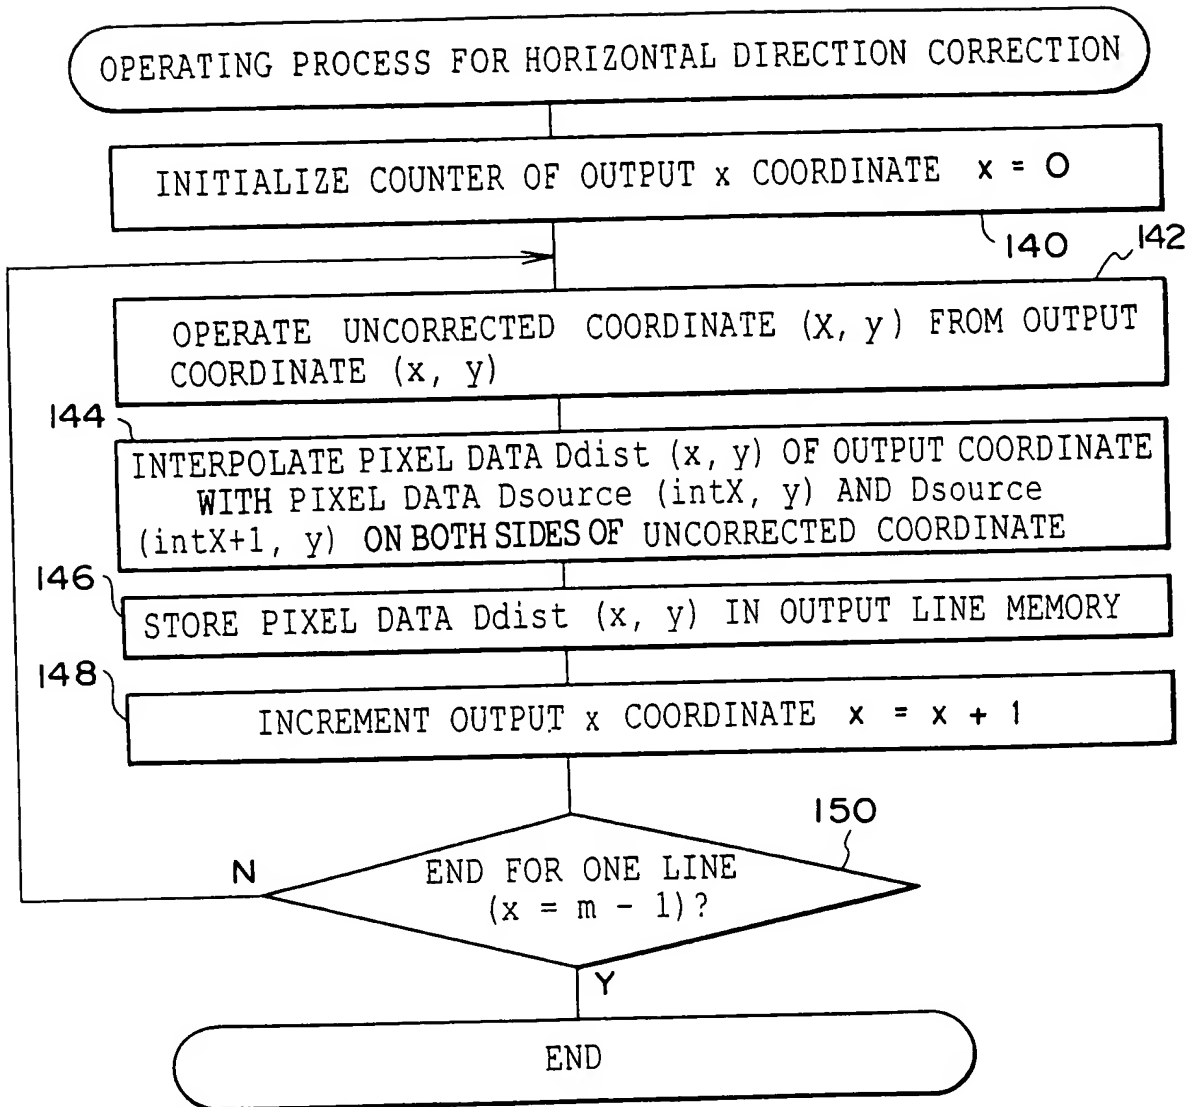 OPERATING PROCESS FOR HORIZONTAL DIRECTION CORRECTION
INITIALIZE COUNTER OF OUTPUT x COORDINATE x = 0
140
142
OPERATE UNCORRECTED COORDINATE (X, y) FROM OUTPUT
COORDINATE (x, y)
144
INTERPOLATE PIXEL DATA Ddist (x, y) OF OUTPUT COORDINATE
WITH PIXEL DATA Dsource (intX, y) AND Dsource
(intX+1, y) ON BOTH SIDES OF UNCORRECTED COORDINATE
146
STORE PIXEL DATA Ddist (x, y) IN OUTPUT LINE MEMORY
148
INCREMENT OUTPUT x COORDINATE x = x + 1
150
N
END FOR ONE LINE
(x = m - 1)?
Y
END